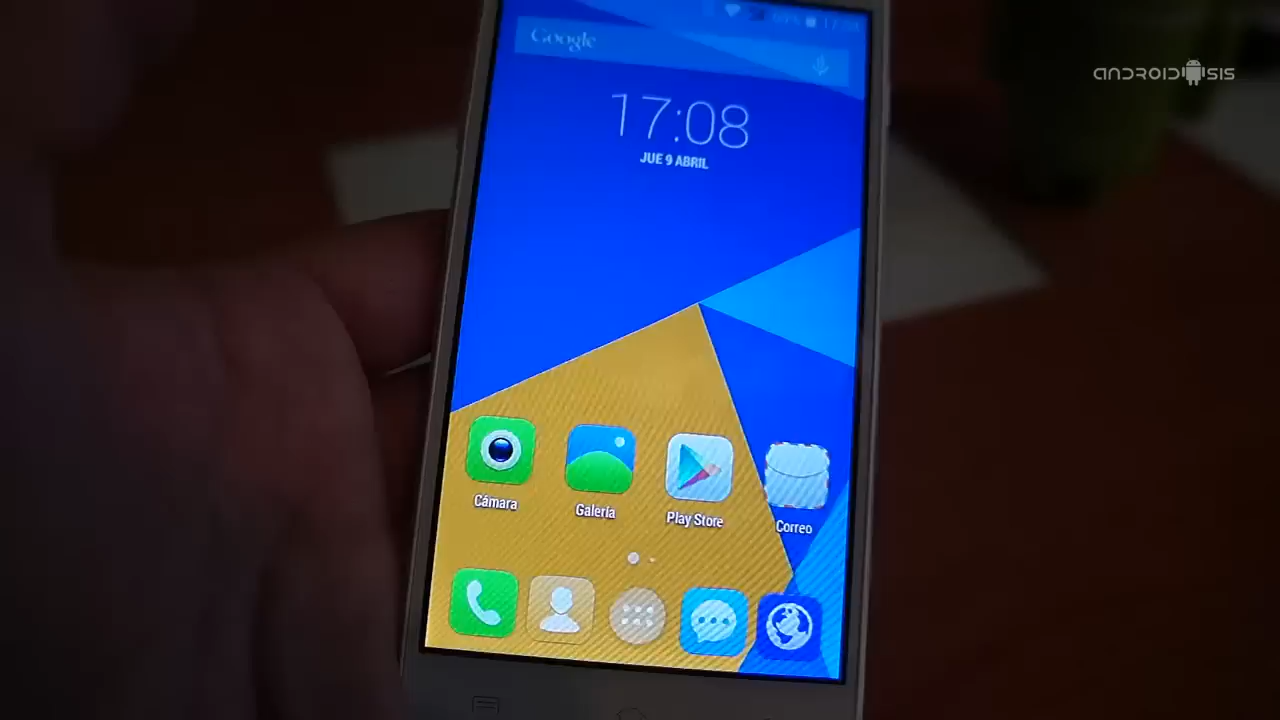 Google
ANDROIDSIS
17:08
JUE 9 ABRIL
Cámara
Galería
Play Store
Correo